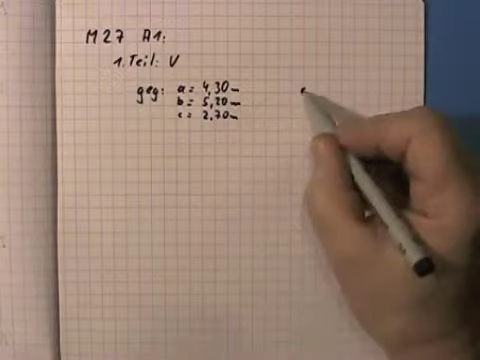 M27 A1:
1. Teil: V
geg: a = 4,30 m
b = 5,20 m
c = 2,70 m